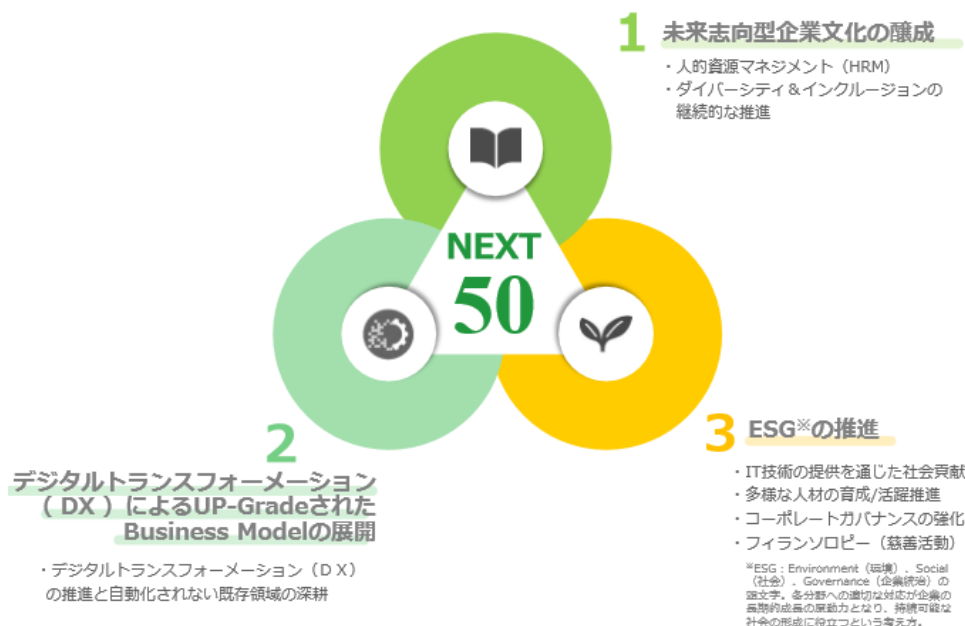 1 未来志向型企業文化の醸成
・人的資源マネジメント（HRM）
・ダイバーシティ＆インクルージョンの
継続的な推進
NEXT
50
2
デジタルトランスフォーメーション
（ DX ）によるUP-Gradeされた
Business Modelの展開
・デジタルトランスフォーメーション（ＤＸ）
の推進と自動化されない既存領域の深耕
3 ESG※の推進
・IT技術の提供を通じた社会貢献
・多様な人材の育成/活躍推進
・コーポレートガバナンスの強化
・フィランソロピー（慈善活動）
※ESG：Environment（環境）、Social
（社会）、Governance（企業統治）の
頭文字。各分野への適切な対応が企業の
長期的成長の原動力となり、持続可能な
社会の形成に役立つという考え方。